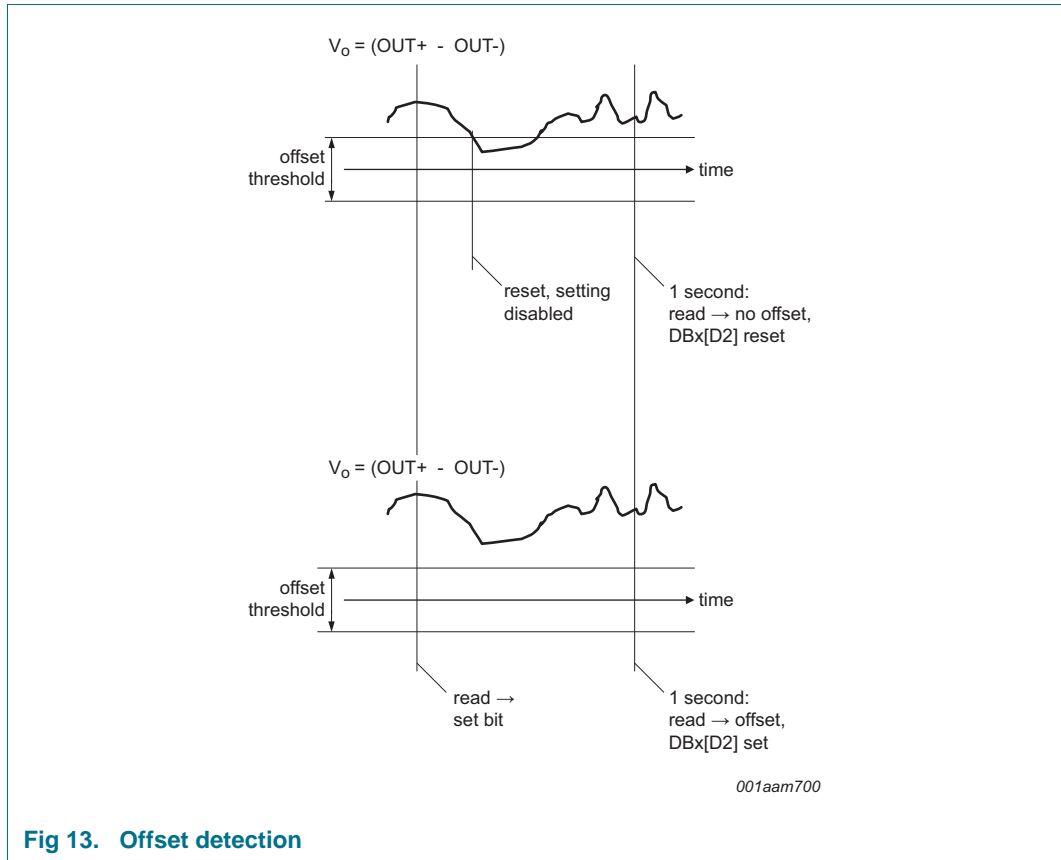 Vo = (OUT+ - OUT-)
offset
threshold
time
reset, setting
disabled
1 second:
read → no offset,
DBx[D2] reset
Vo = (OUT+ - OUT-)
offset
threshold
time
read →
set bit
1 second:
read → offset,
DBx[D2] set
001aam700
Fig 13. Offset detection